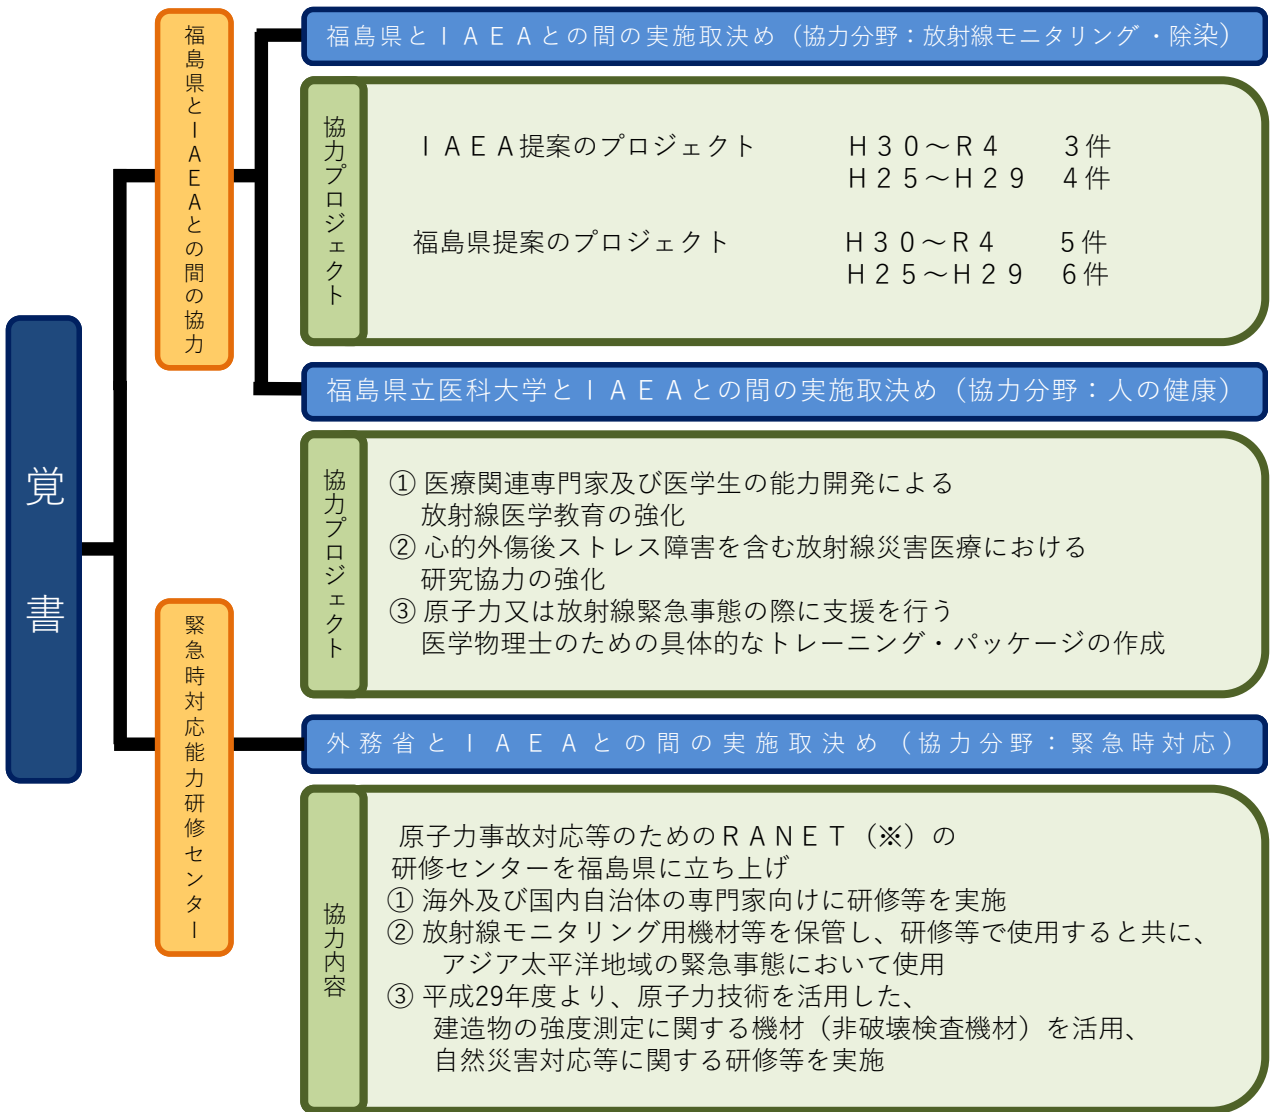 覚書
福島県とIAEAとの間の協力
福島県とIAEAとの間の実施取決め（協力分野：放射線モニタリング・除染）
協力プロジェクト
IAEA提案のプロジェクト H30～R4 3件
H25～H29 4件
福島県提案のプロジェクト H30～R4 5件
H25～H29 6件
福島県立医科大学とIAEAとの間の実施取決め（協力分野：人の健康）
協力プロジェクト
① 医療関連専門家及び医学生の能力開発による
放射線医学教育の強化
② 心的外傷後ストレス障害を含む放射線災害医療における
研究協力の強化
③ 原子力又は放射線緊急事態の際に支援を行う
医学物理士のための具体的なトレーニング・パッケージの作成
緊急時対応能力研修センター
外務省とIAEAとの間の実施取決め（協力分野：緊急時対応）
協力内容
原子力事故対応等のためのRANET（※）の
研修センターを福島県に立ち上げ
① 海外及び国内自治体の専門家向けに研修等を実施
② 放射線モニタリング用機材等を保管し、研修等で使用すると共に、
アジア太平洋地域の緊急事態において使用
③ 平成29年度より、原子力技術を活用した、
建造物の強度測定に関する機材（非破壊検査機材）を活用、
自然災害対応等に関する研修等を実施